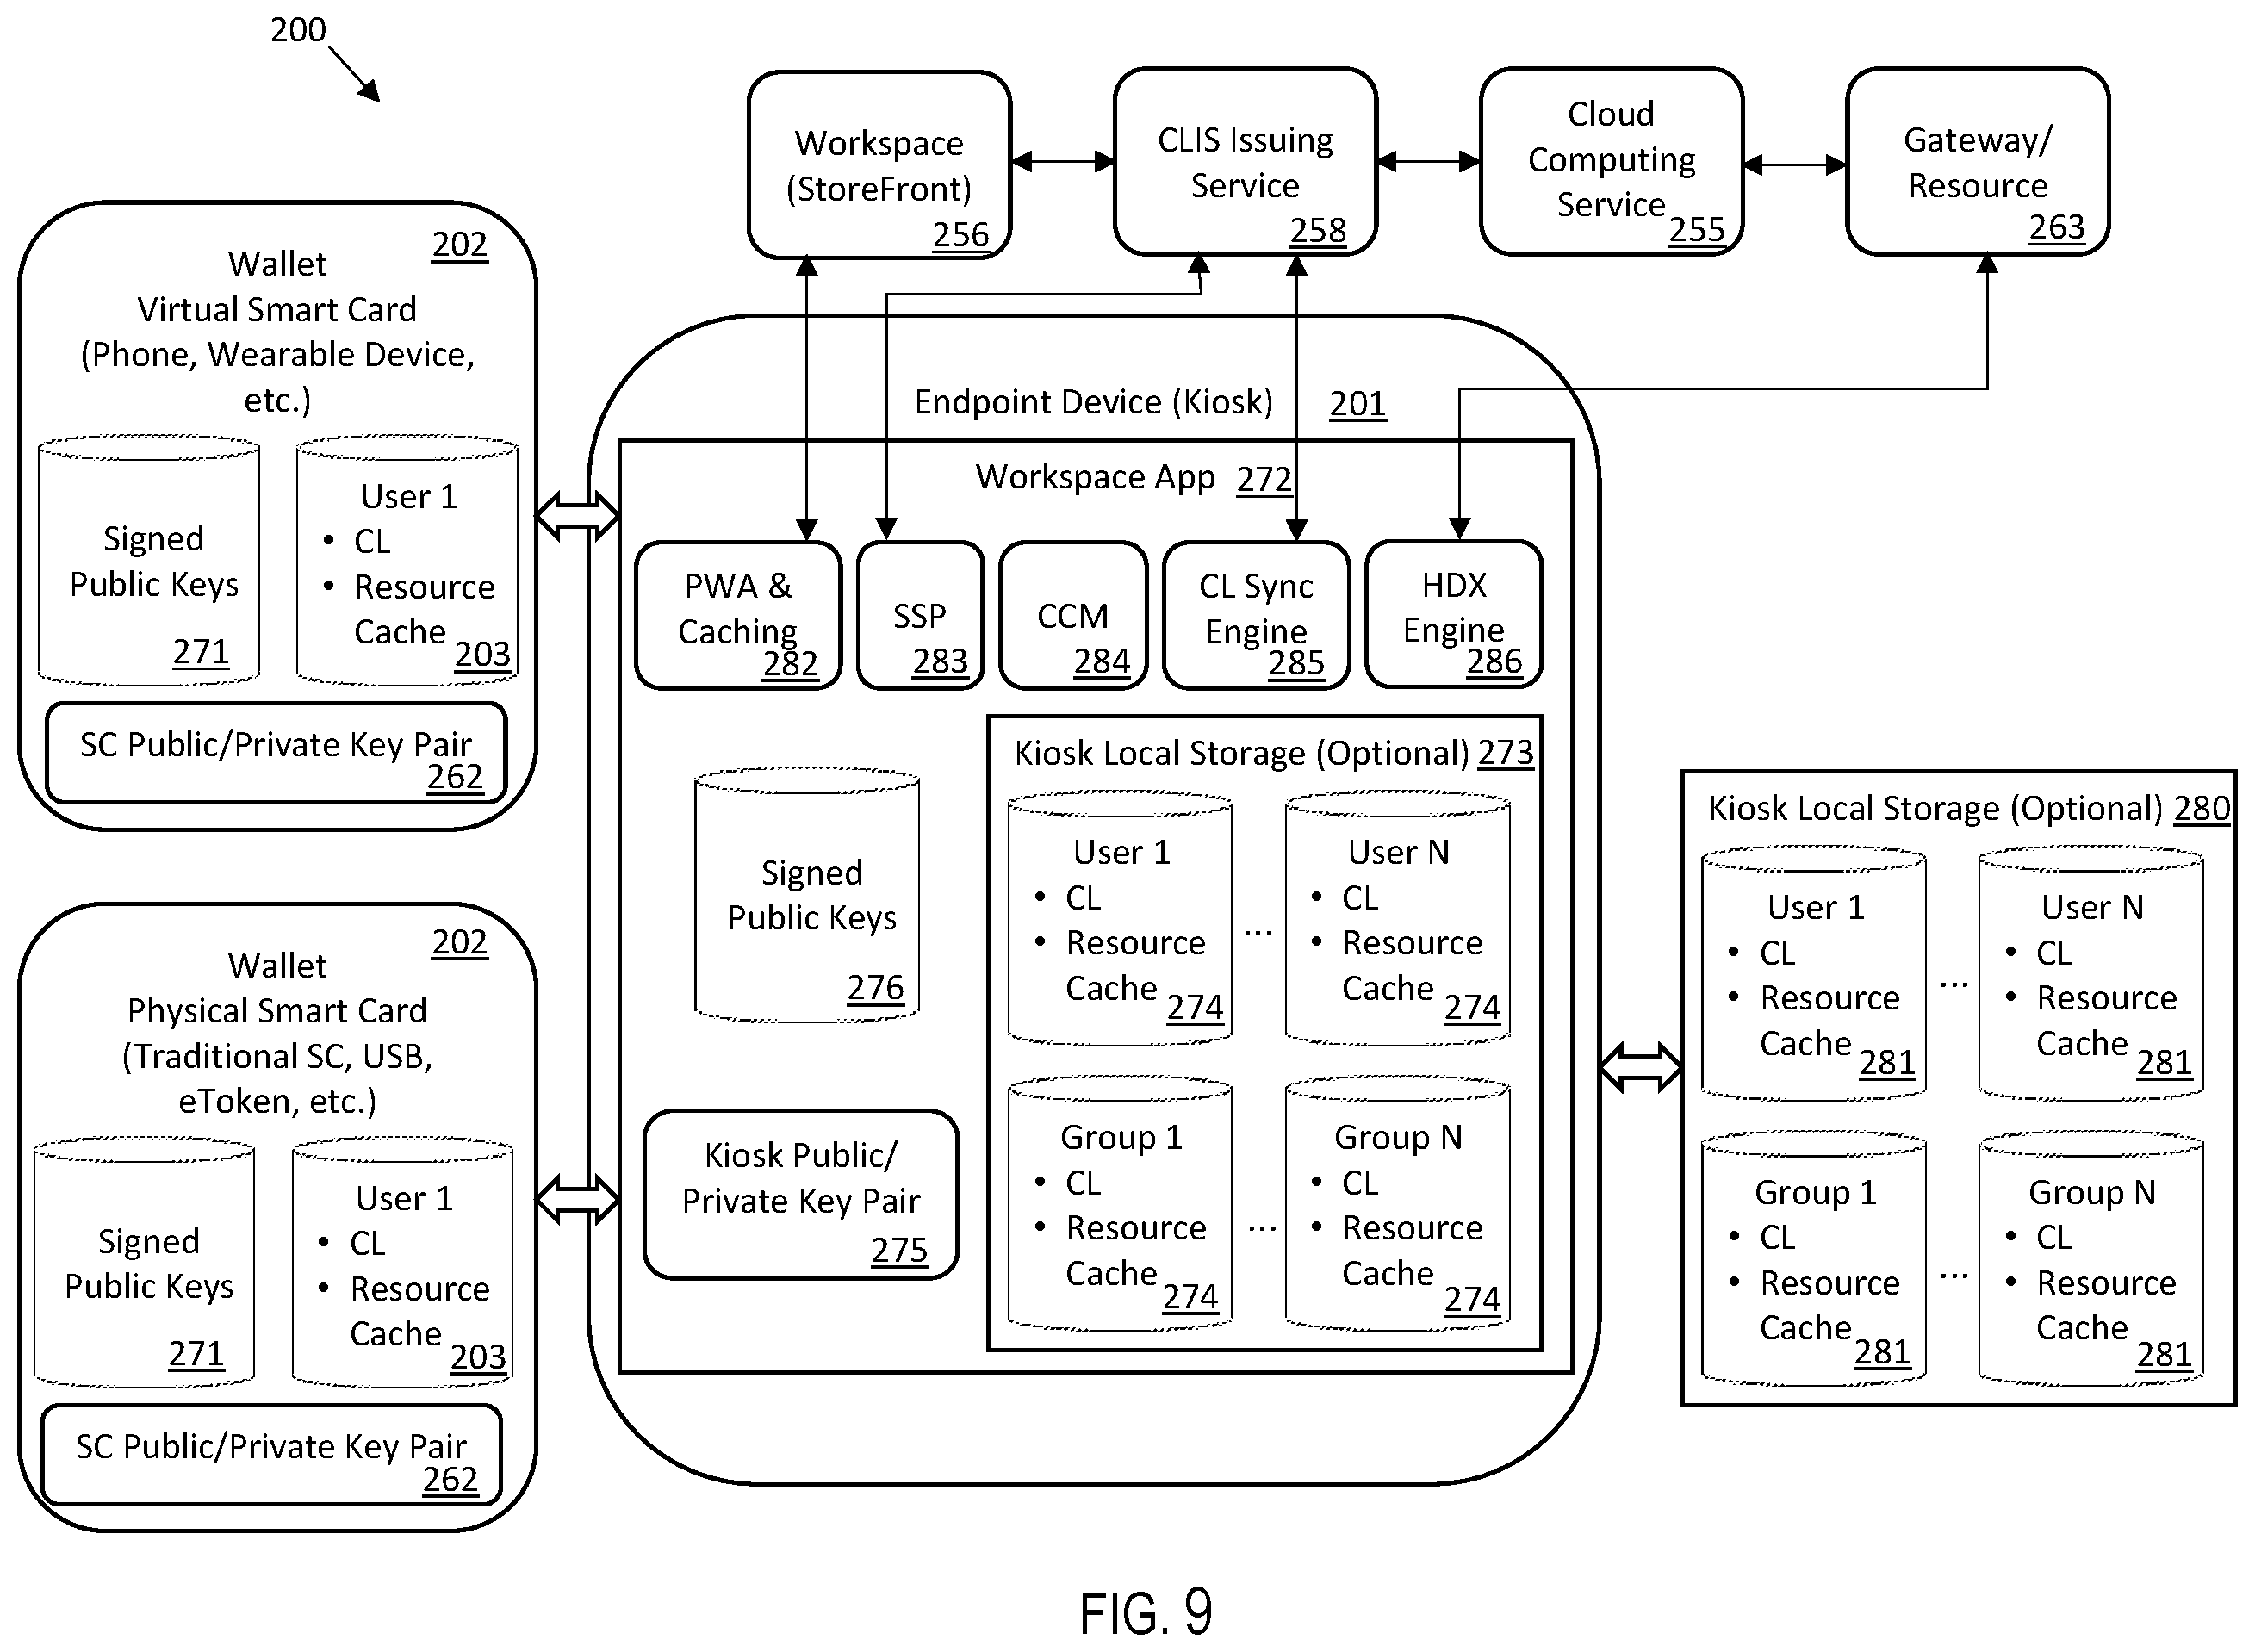 200
Workspace
(StoreFront)
256
CLIS Issuing
Service
258
Cloud
Computing
Service
255
Gateway/
Resource
263
202
Wallet
Virtual Smart Card
(Phone, Wearable Device,
etc.)
Signed
Public Keys
271
User 1
• CL
• Resource
Cache
203
SC Public/Private Key Pair
262
202
Wallet
Physical Smart Card
(Traditional SC, USB,
eToken, etc.)
Signed
Public Keys
271
User 1
• CL
• Resource
Cache
203
SC Public/Private Key Pair
262
Endpoint Device (Kiosk) 201
Workspace App 272
PWA &
Caching
282
SSP
283
CCM
284
CL Sync
Engine
285
HDX
Engine
286
Signed
Public Keys
276
Kiosk Public/
Private Key Pair
275
Kiosk Local Storage (Optional) 273
User 1
• CL
• Resource
Cache
274
...
User N
• CL
• Resource
Cache
274
Group 1
• CL
• Resource
Cache
274
...
Group N
• CL
• Resource
Cache
274
Kiosk Local Storage (Optional) 280
User 1
• CL
• Resource
Cache
281
...
User N
• CL
• Resource
Cache
281
Group 1
• CL
• Resource
Cache
281
...
Group N
• CL
• Resource
Cache
281
FIG. 9